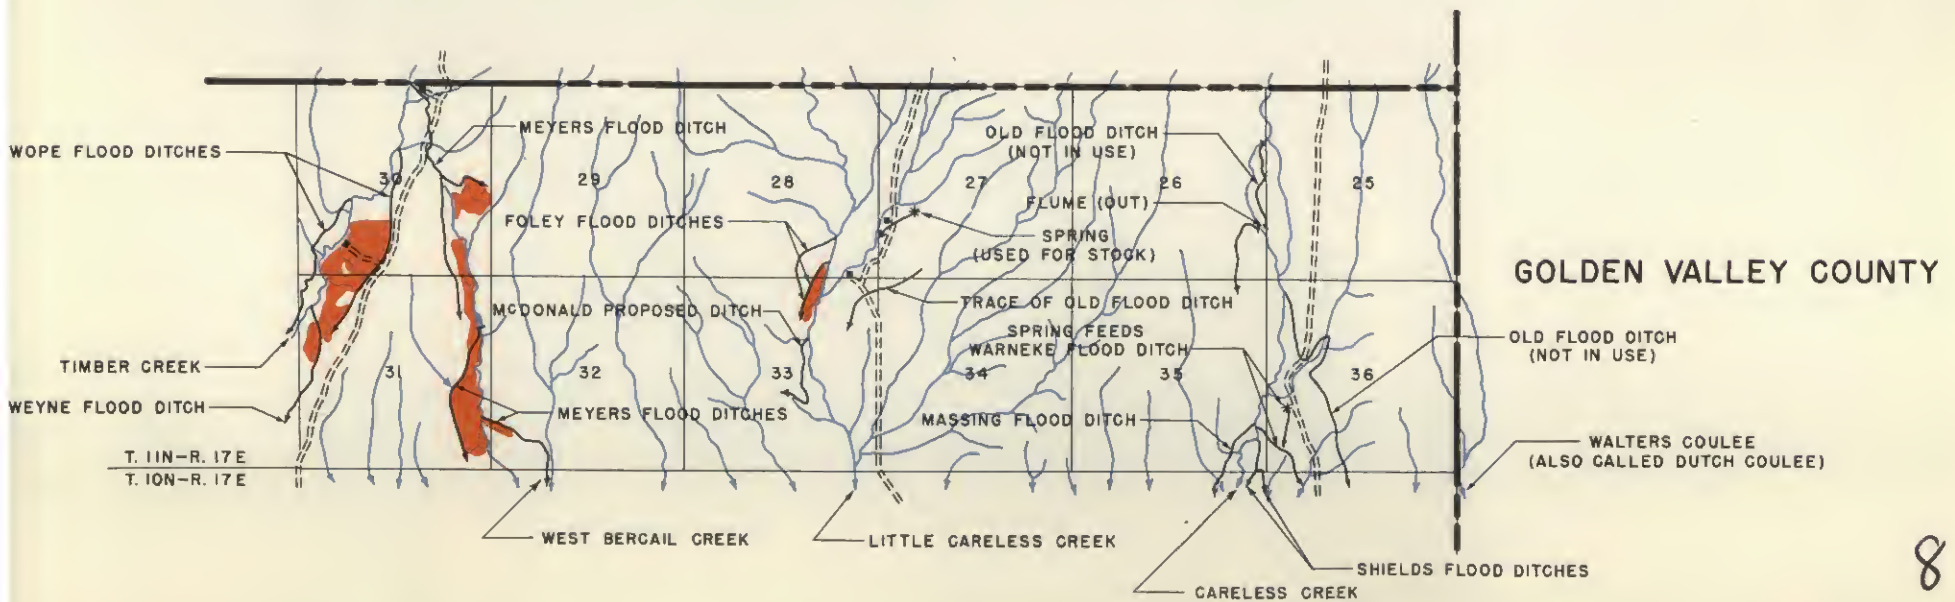 MEYERS FLOOD DITCH
OLD FLOOD DITCH
(NOT IN USE)
WOPE FLOOD DITCHES
30
29
28
27
26
25
FLUME (OUT)
FOLEY FLOOD DITCHES
SPRING
(USED FOR STOCK)
GOLDEN VALLEY COUNTY
MCDONALD PROPOSED DITCH
TRACE OF OLD FLOOD DITCH
SPRING FEEDS
WARNEKE FLOOD DITCH
OLD FLOOD DITCH
(NOT IN USE)
TIMBER CREEK
31
32
33
34
35
36
WEYNE FLOOD DITCH
MEYERS FLOOD DITCHES
MASSING FLOOD DITCH
WALTERS COULEE
(ALSO CALLED DUTCH COULEE)
T. 11N-R. 17E
T. 10N-R. 17E
WEST BERCAIL CREEK
LITTLE CARELESS CREEK
SHIELDS FLOOD DITCHES
CARELESS CREEK
8